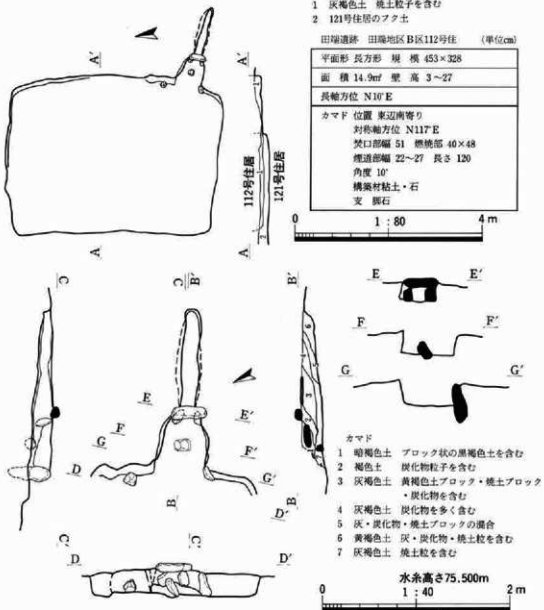 1 灰褐色土 焼土粒子を含む
2 121号住居のフク土
田端遺跡 田端地区B区112号住 (単位cm)
平面形 長方形 規模 453×328
面積 14.9㎡ 壁高 3~27
長軸方位 N10°E
カマド 位置 東辺南寄り
対称軸方位 N117°E
焚口部幅 51 燃焼部 40×48
煙道部幅 22~27 長さ 120
角度 10°
構築材粘土・石
支 脚石
A′
A′
112号住居
121号住居
1
2
A
A
0 1:80 4m
C
C
B′
B′
E E′
F F′
G G′
E E′
F F′
G G′
D D′
B
B
C′
C′
D D′
カマド
1 暗褐色土 ブロック状の黒褐色土を含む
2 褐色土 炭化物粒子を含む
3 灰褐色土 黄褐色土ブロック・焼土ブロック
・炭化物を含む
4 灰褐色土 炭化物を多く含む
5 灰・炭化物・焼土ブロックの混合
6 黄褐色土 灰・炭化物・焼土粒を含む
7 灰褐色土 焼土粒を含む
水糸高さ75.500m
0 1:40 2m